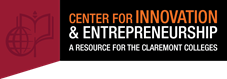 CENTER FOR INNOVATION
& ENTREPRENEURSHIP
A RESOURCE FOR THE CLAREMONT COLLEGES